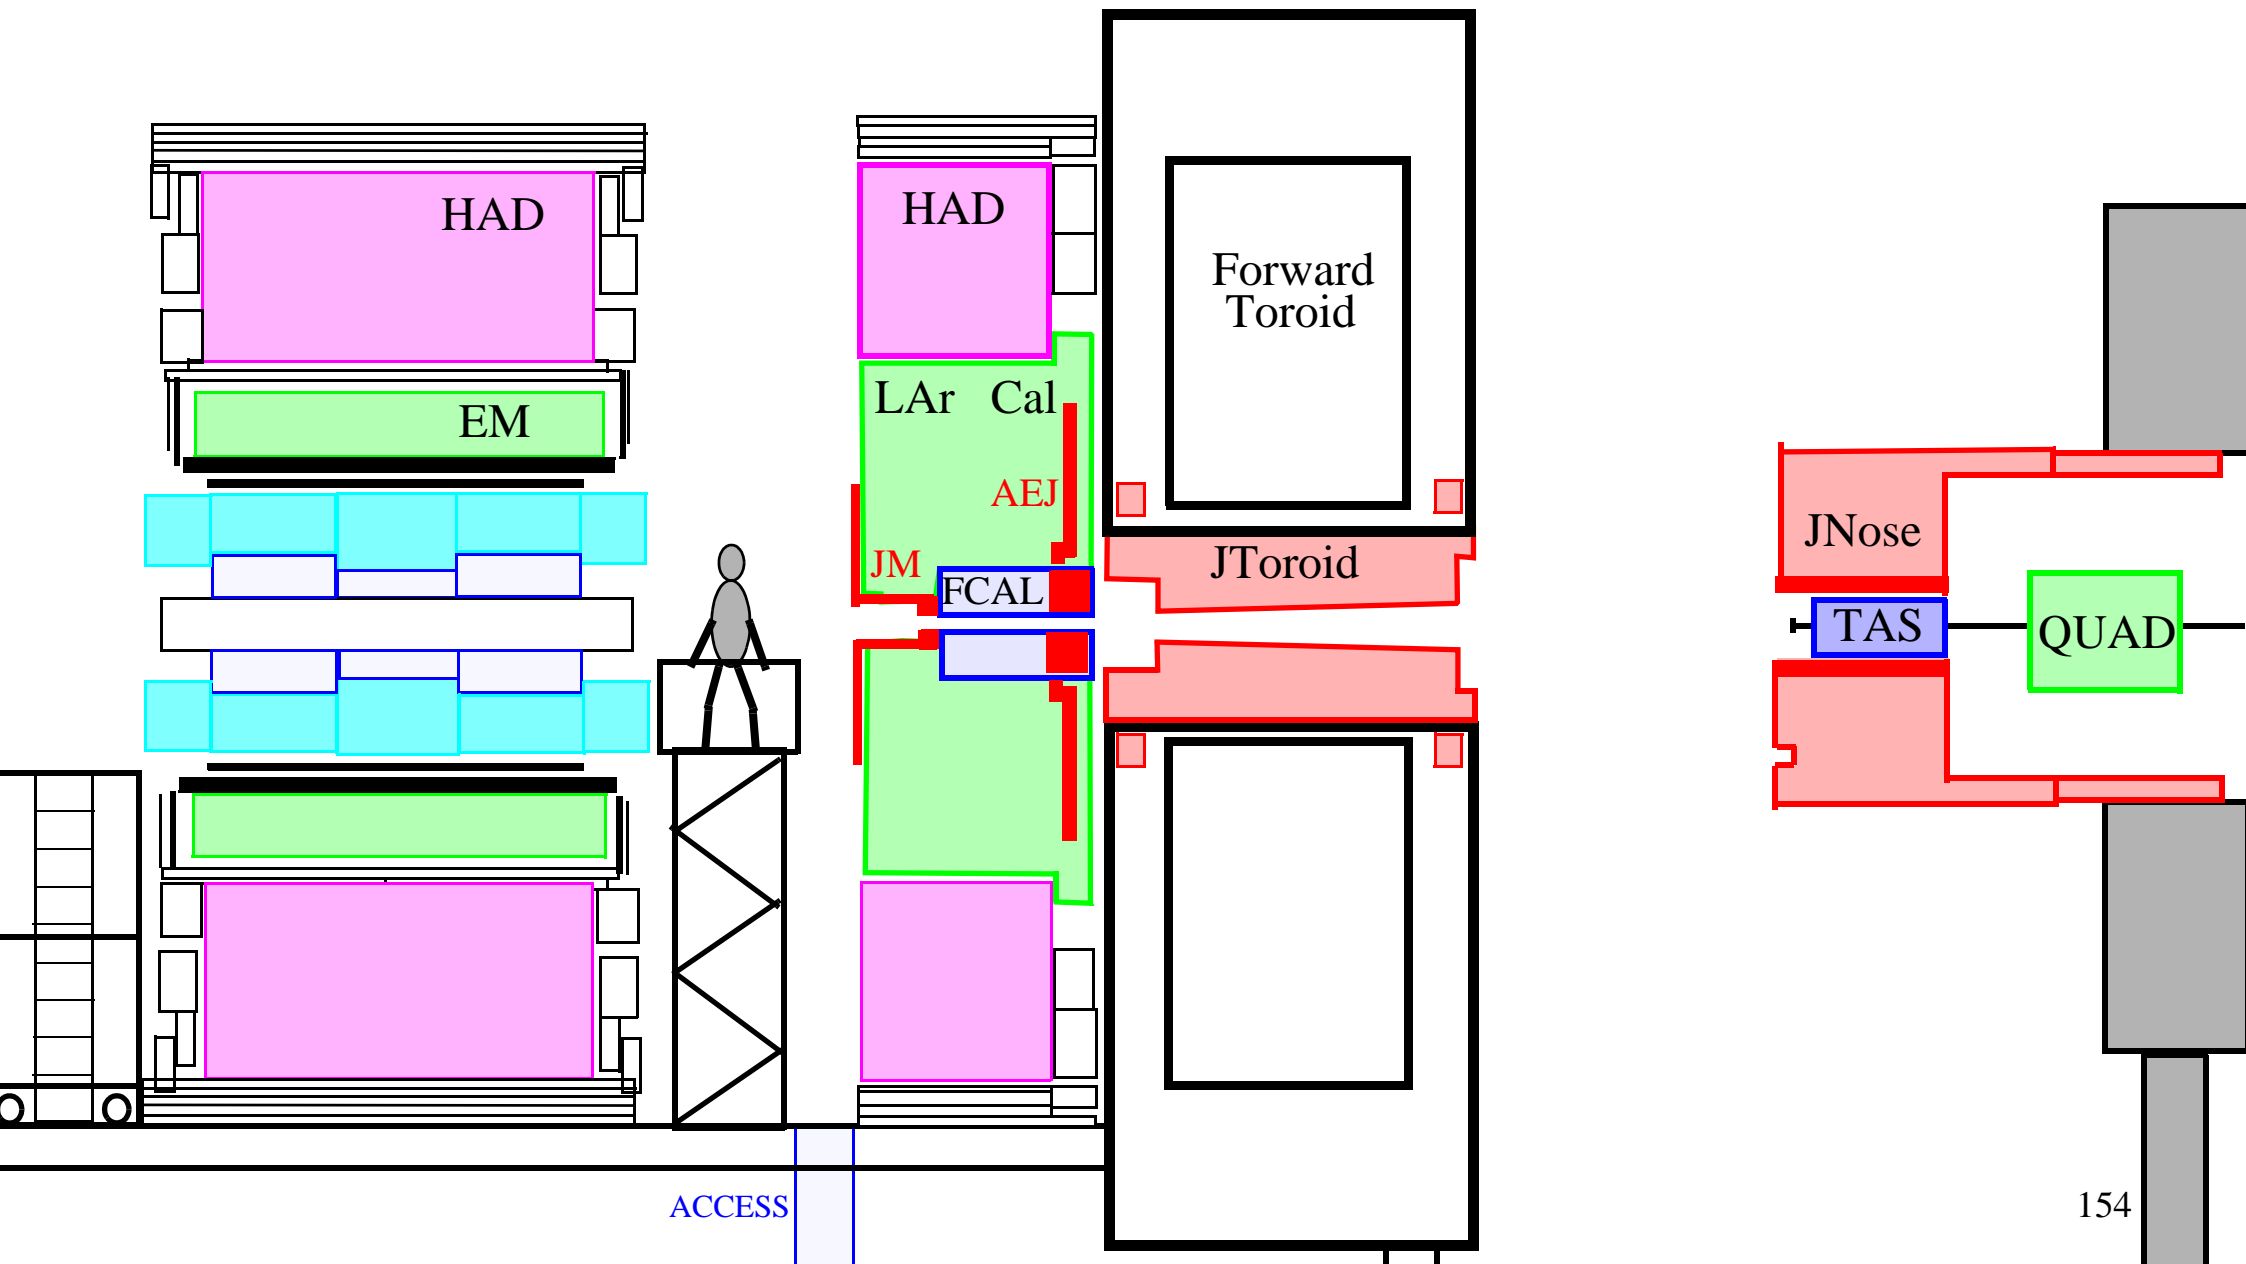 HAD
HAD
Forward
Toroid
LAr Cal
EM
AEJ
JM
FCAL
JToroid
JNose
TAS
QUAD
ACCESS
154